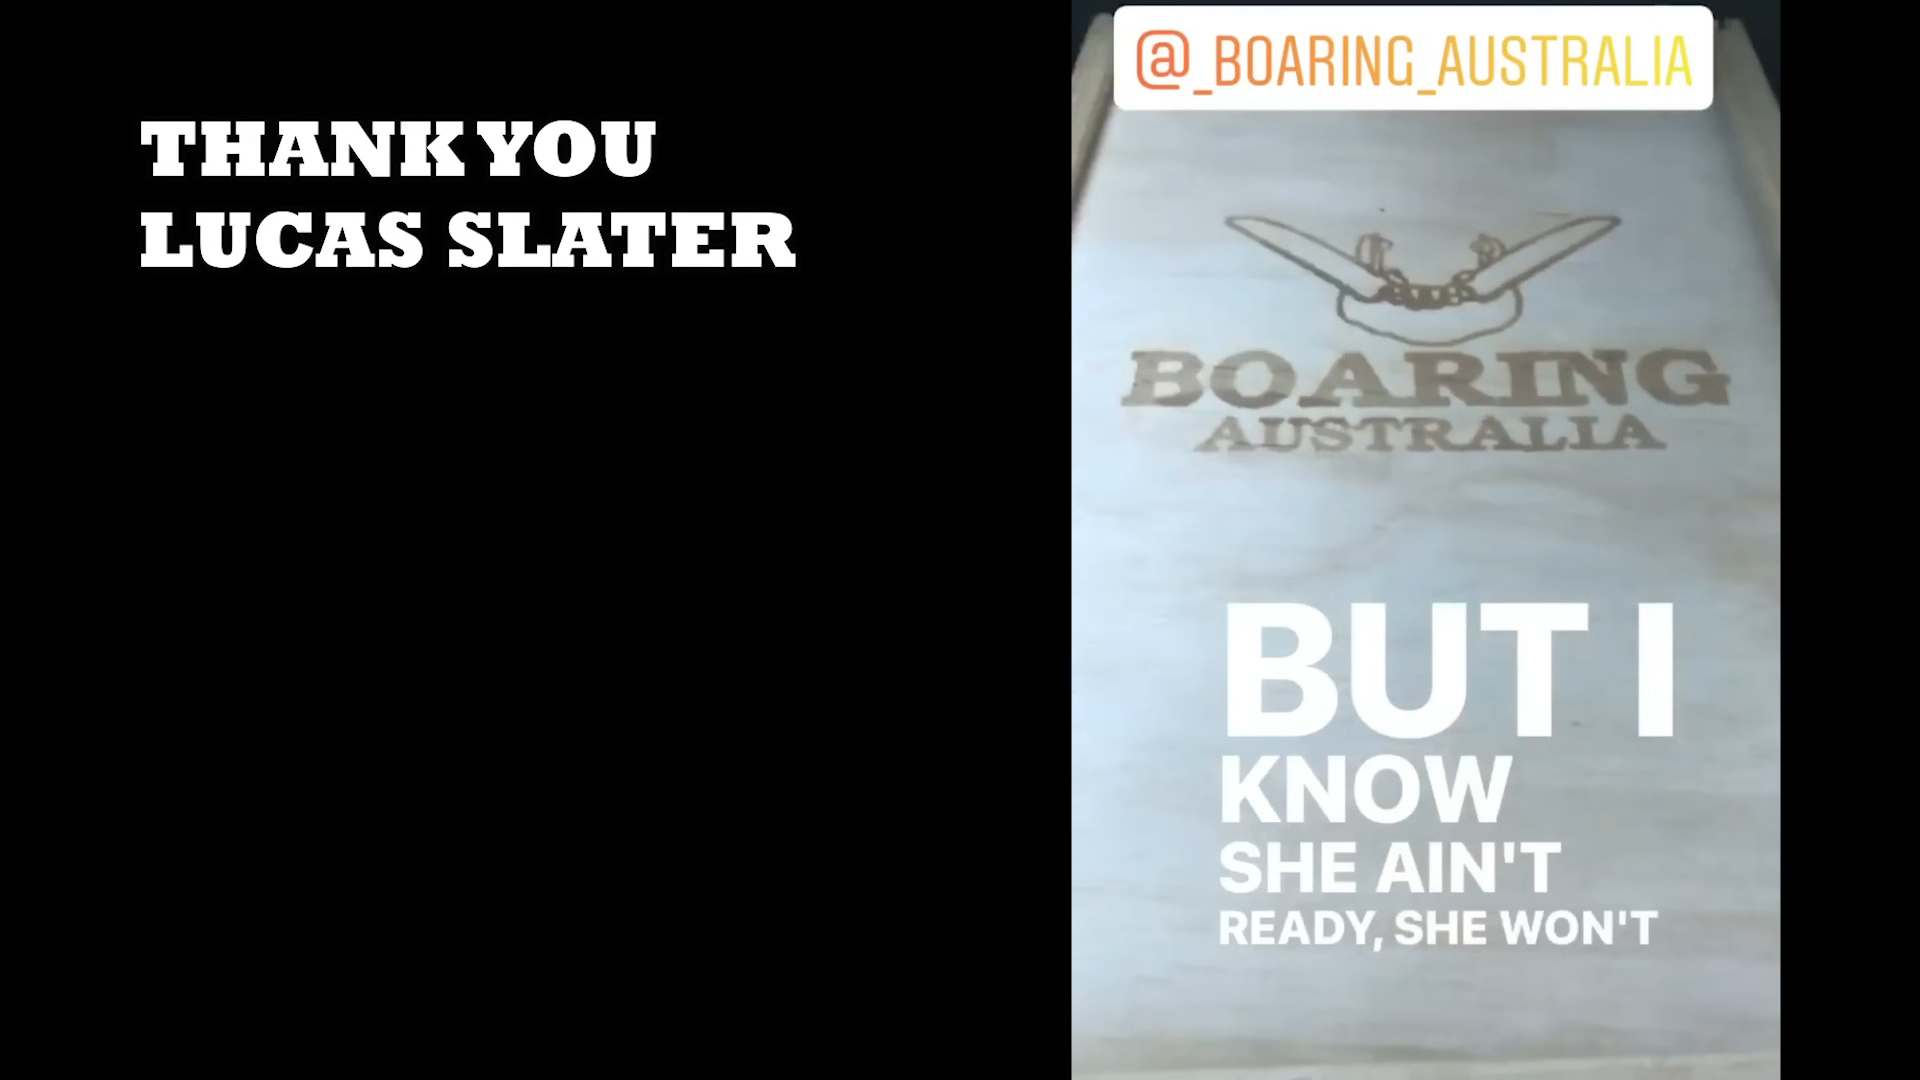 THANK YOU
LUCAS SLATER
@_BOARING_AUSTRALIA
BOARING
AUSTRALIA
BUT I
KNOW
SHE AIN'T
READY, SHE WON'T